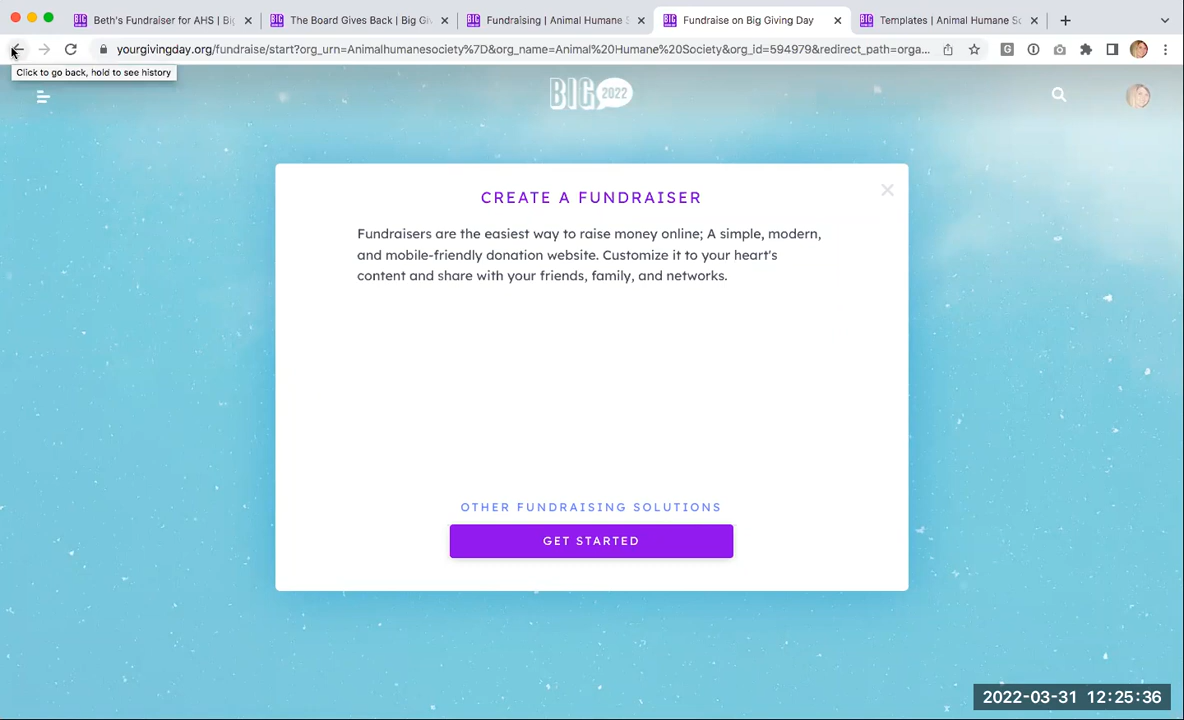 Beth's Fundraiser for AHS | Bi
The Board Gives Back | Big Gi
Fundraising | Animal Humane S
Fundraise on Big Giving Day
Templates | Animal Humane So
yourgivingday.org/fundraise/start?org_urn=Animalhumanesociety%7D&org_name=Animal%20Humane%20Society&org_id=594979&redirect_path=orga...
Click to go back, hold to see history
BIG 2022
CREATE A FUNDRAISER
Fundraisers are the easiest way to raise money online; A simple, modern,
and mobile-friendly donation website. Customize it to your heart's
content and share with your friends, family, and networks.
OTHER FUNDRAISING SOLUTIONS
GET STARTED
2022-03-31 12:25:36